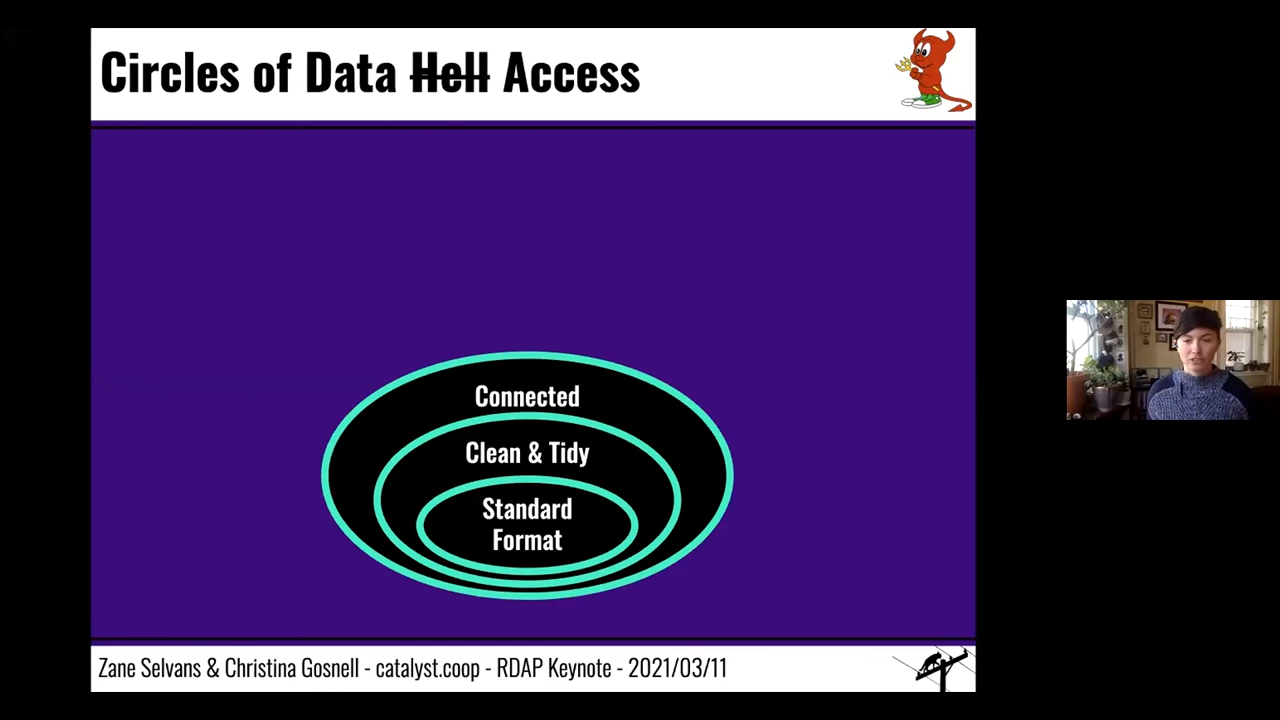 Circles of Data Hell Access
Connected
Clean & Tidy
Standard
Format
Zane Selvans & Christina Gosnell - catalyst.coop - RDAP Keynote - 2021/03/11